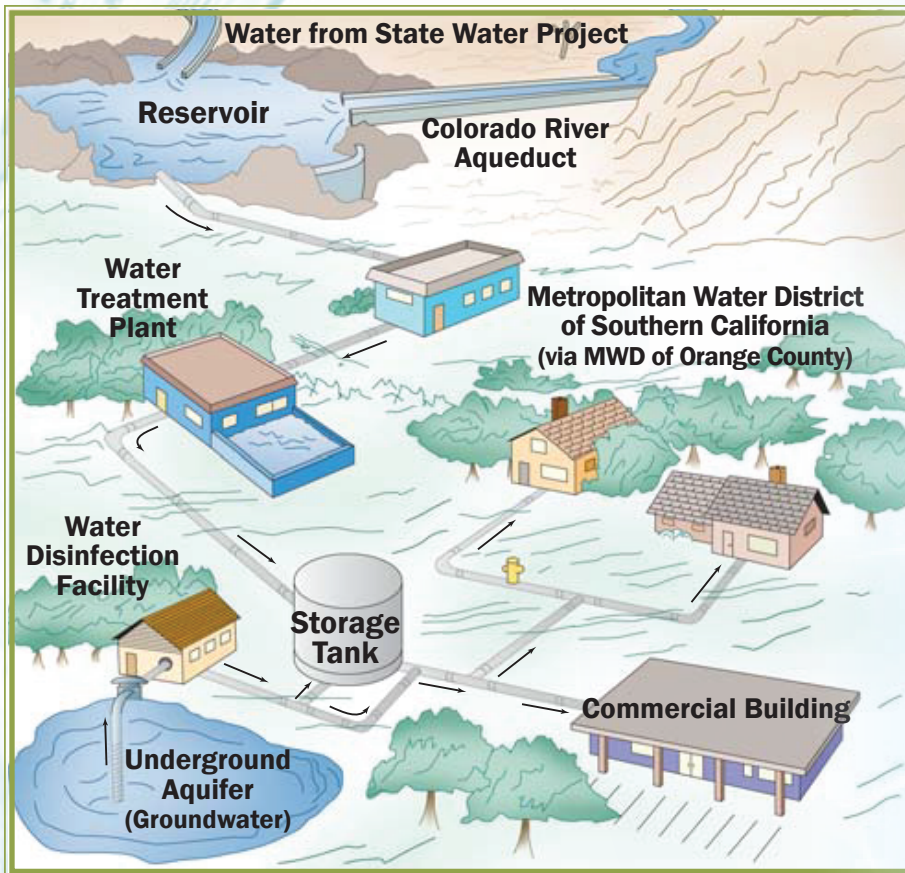 Water from State Water Project
Reservoir
Colorado River
Aqueduct
Water
Treatment
Plant
Metropolitan Water District
of Southern California
(via MWD of Orange County)
Water
Disinfection
Facility
Storage
Tank
Commercial Building
Underground
Aquifer
(Groundwater)